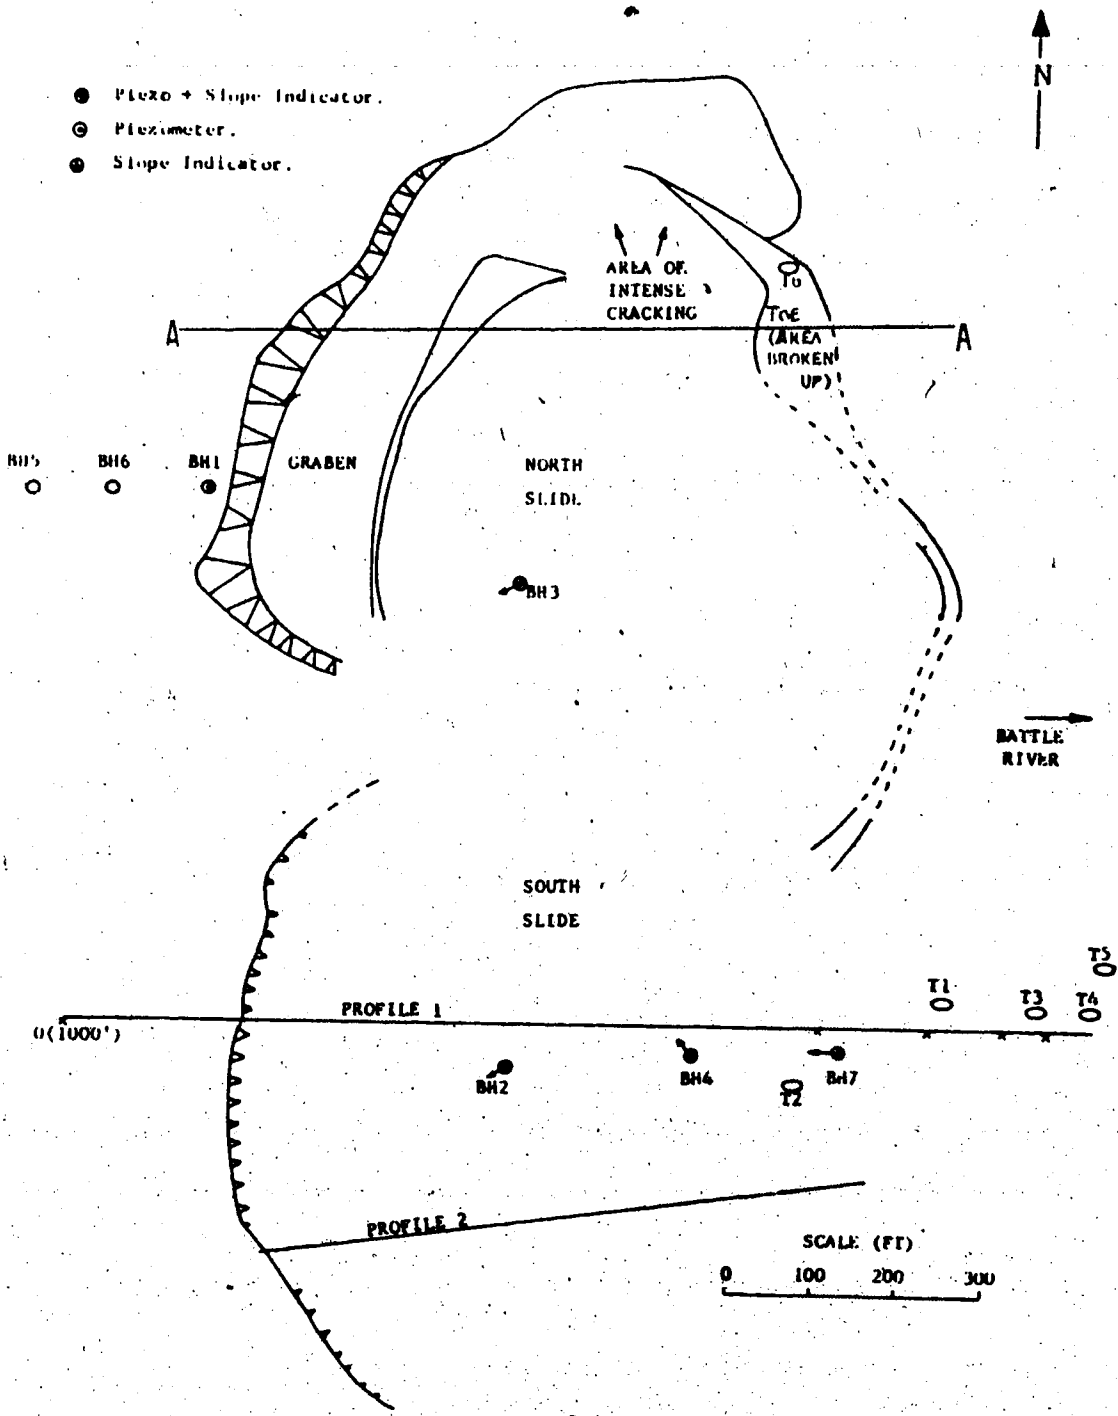 N
Piezo + Slope Indicator.
Piezometer.
Slope Indicator.
AREA OF
INTENSE
CRACKING
T6
TOE
(AREA
BROKEN
UP)
A
A
BH5
BH6
BH1
GRABEN
NORTH
SLIDE
BH3
BATTLE
RIVER
SOUTH
SLIDE
T5
T1
T3
T4
PROFILE 1
0(1000')
BH2
BH4
BH7
T2
PROFILE 2
SCALE (FT)
0 100 200 300